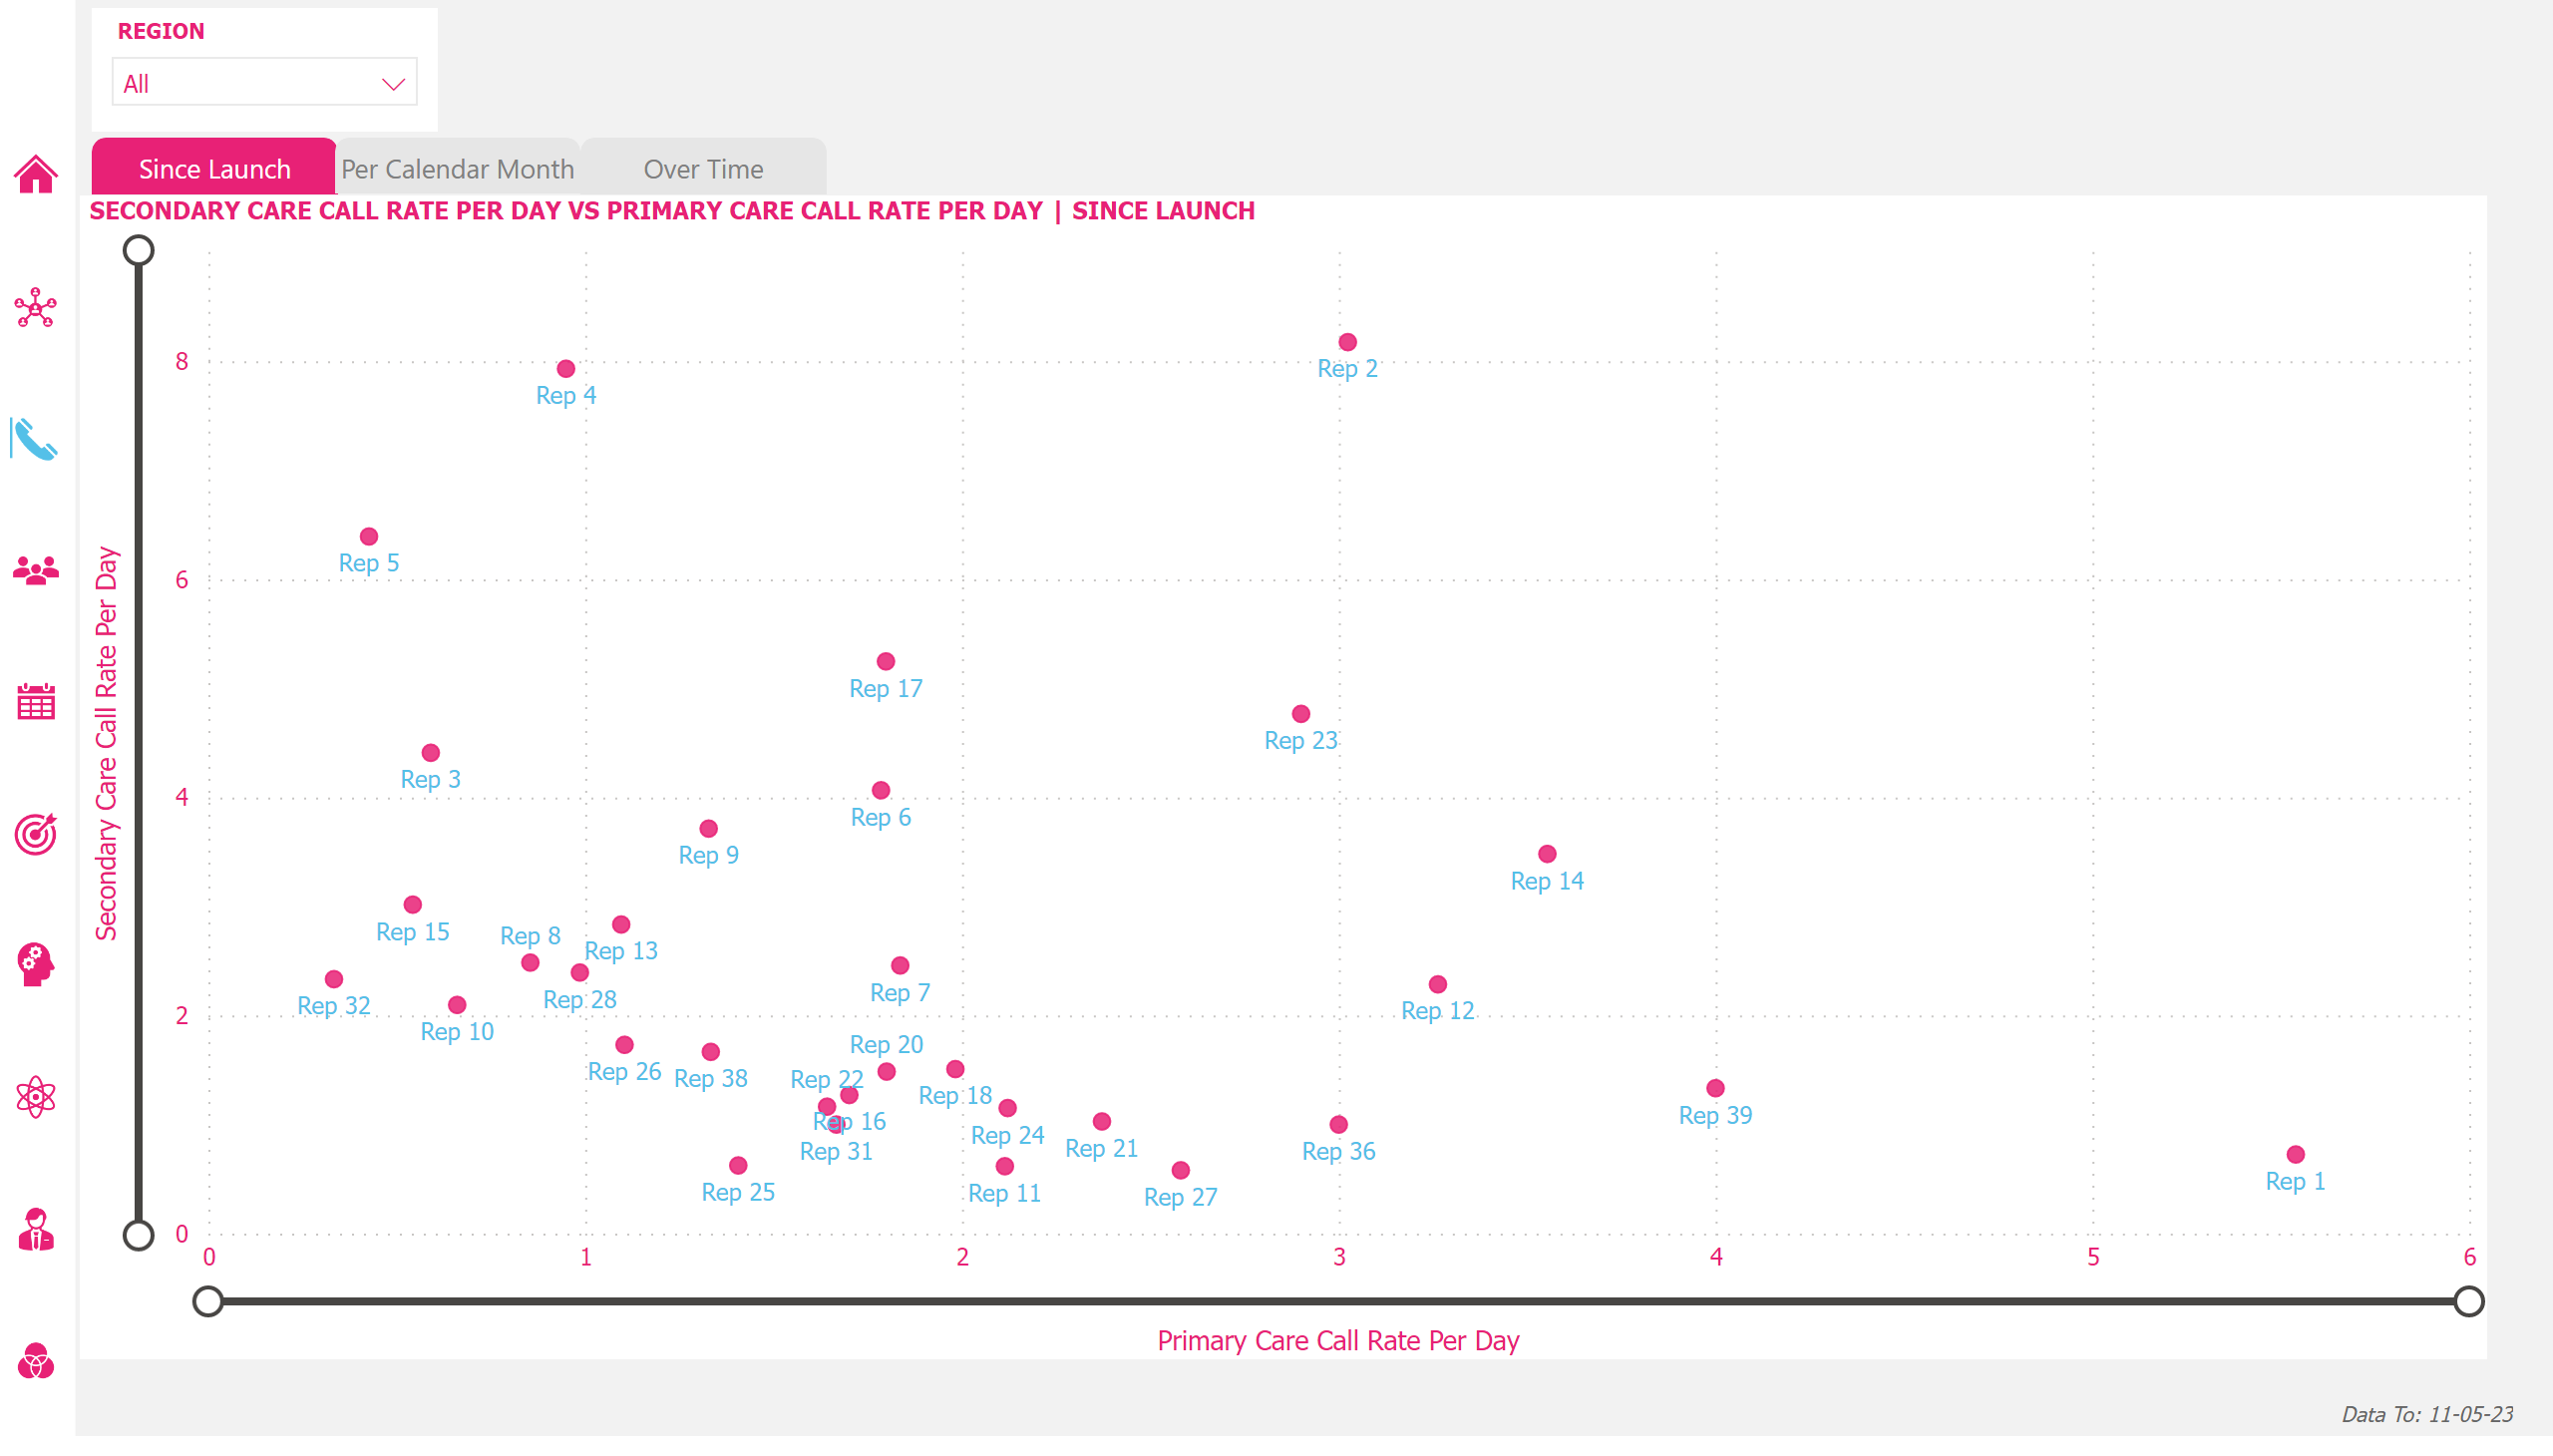 REGION
All
Since Launch
Per Calendar Month
Over Time
SECONDARY CARE CALL RATE PER DAY VS PRIMARY CARE CALL RATE PER DAY | SINCE LAUNCH
Secondary Care Call Rate Per Day
8
6
4
2
0
Rep 2
Rep 4
Rep 5
Rep 17
Rep 23
Rep 3
Rep 6
Rep 9
Rep 14
Rep 15
Rep 8
Rep 13
Rep 7
Rep 32
Rep 28
Rep 12
Rep 10
Rep 20
Rep 26
Rep 38
Rep 22
Rep 18
Rep 16
Rep 39
Rep 24
Rep 21
Rep 31
Rep 36
Rep 1
Rep 25
Rep 11
Rep 27
0
1
2
3
4
5
6
Primary Care Call Rate Per Day
Data To: 11-05-23